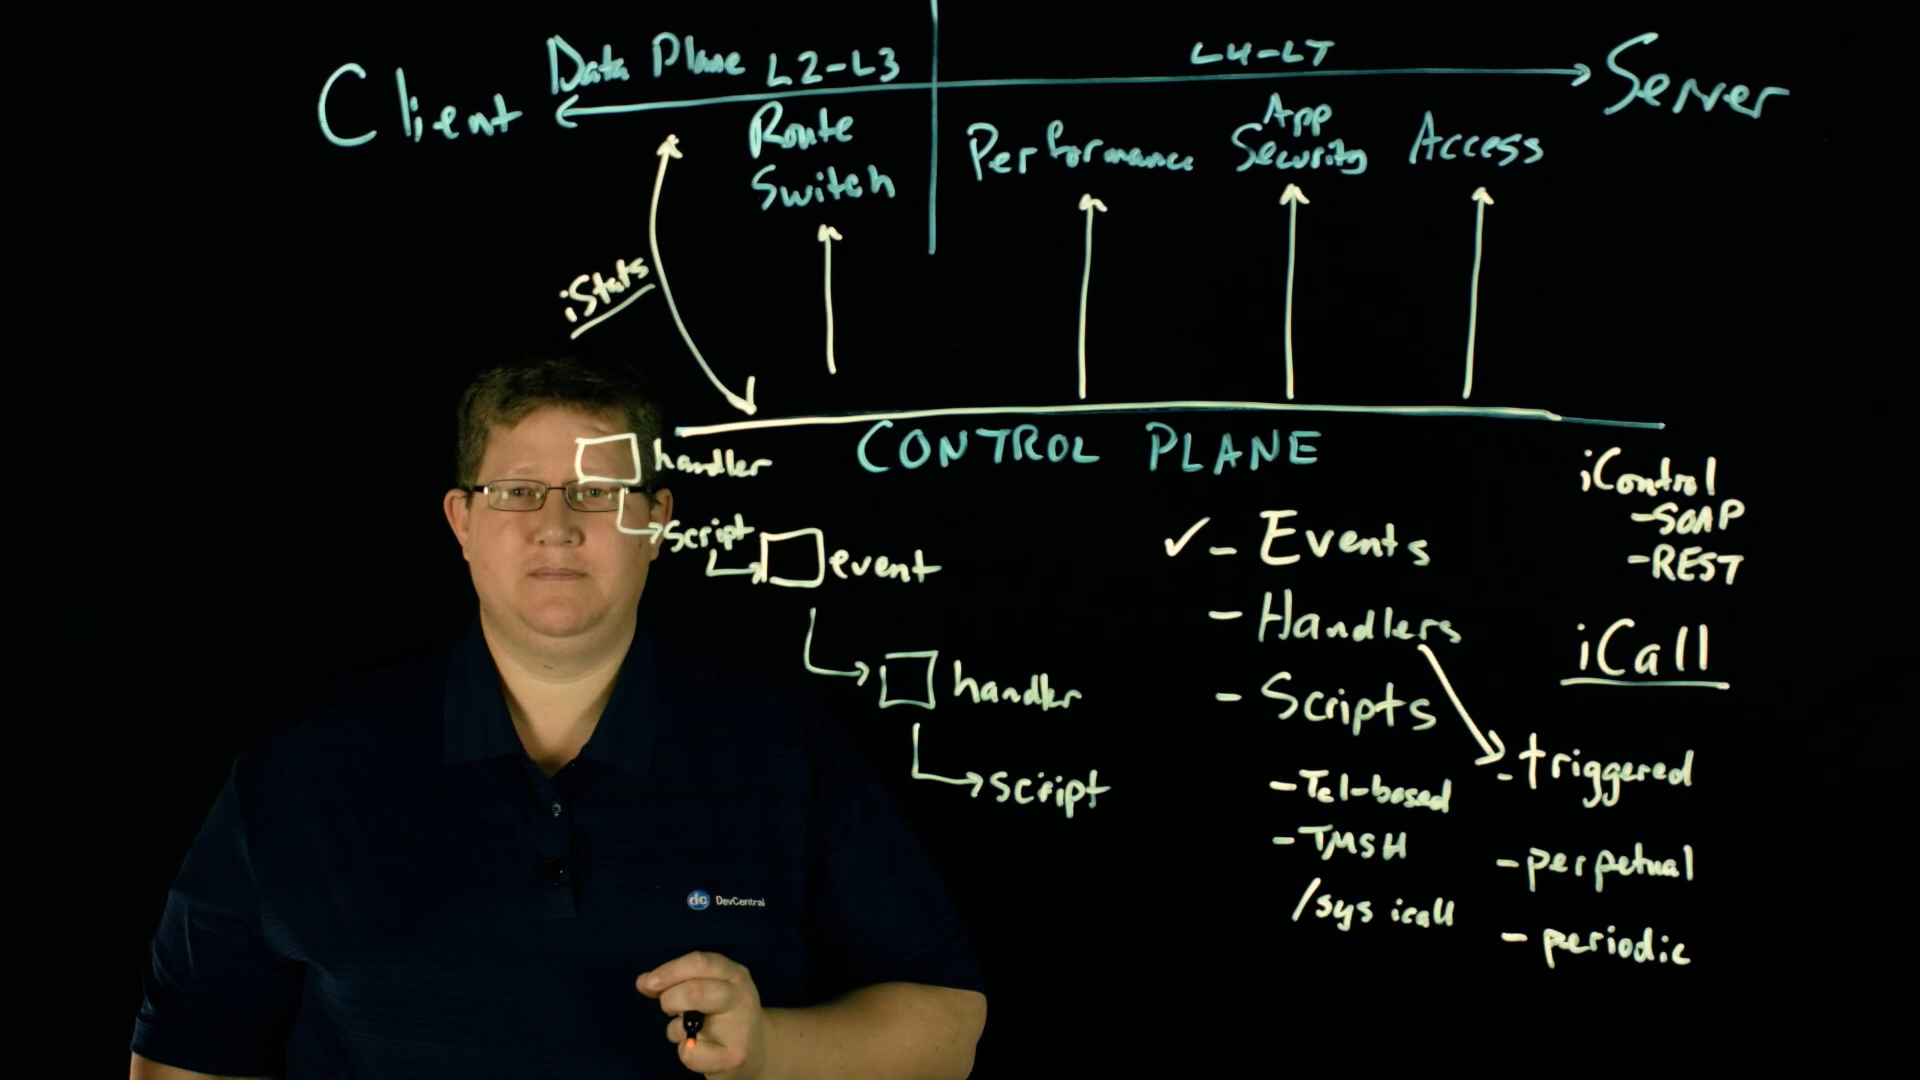 Client
Data Plane L2-L3
L4-L7
Server
Route
Switch
Performance
App
Security
Access
iStats
CONTROL PLANE
handler
script
event
handler
script
✓ - Events
- Handlers
- Scripts
- Tcl-based
- TMSH
/sys icall
iControl
- SOAP
- REST
iCall
- triggered
- perpetual
- periodic
dc DevCentral